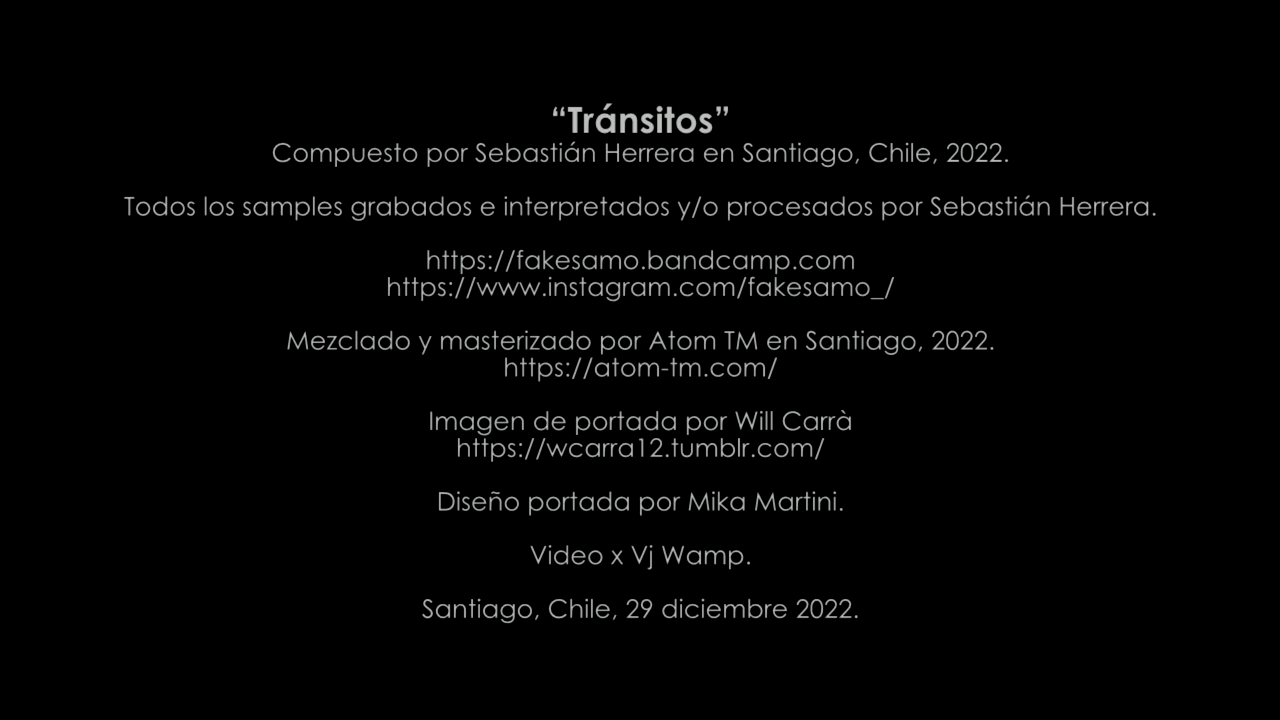 “Tránsitos”
Compuesto por Sebastián Herrera en Santiago, Chile, 2022.
Todos los samples grabados e interpretados y/o procesados por Sebastián Herrera.
https://fakesamo.bandcamp.com
https://www.instagram.com/fakesamo_/
Mezclado y masterizado por Atom TM en Santiago, 2022.
https://atom-tm.com/
Imagen de portada por Will Carrà
https://wcarra12.tumblr.com/
Diseño portada por Mika Martini.
Video x Vj Wamp.
Santiago, Chile, 29 diciembre 2022.